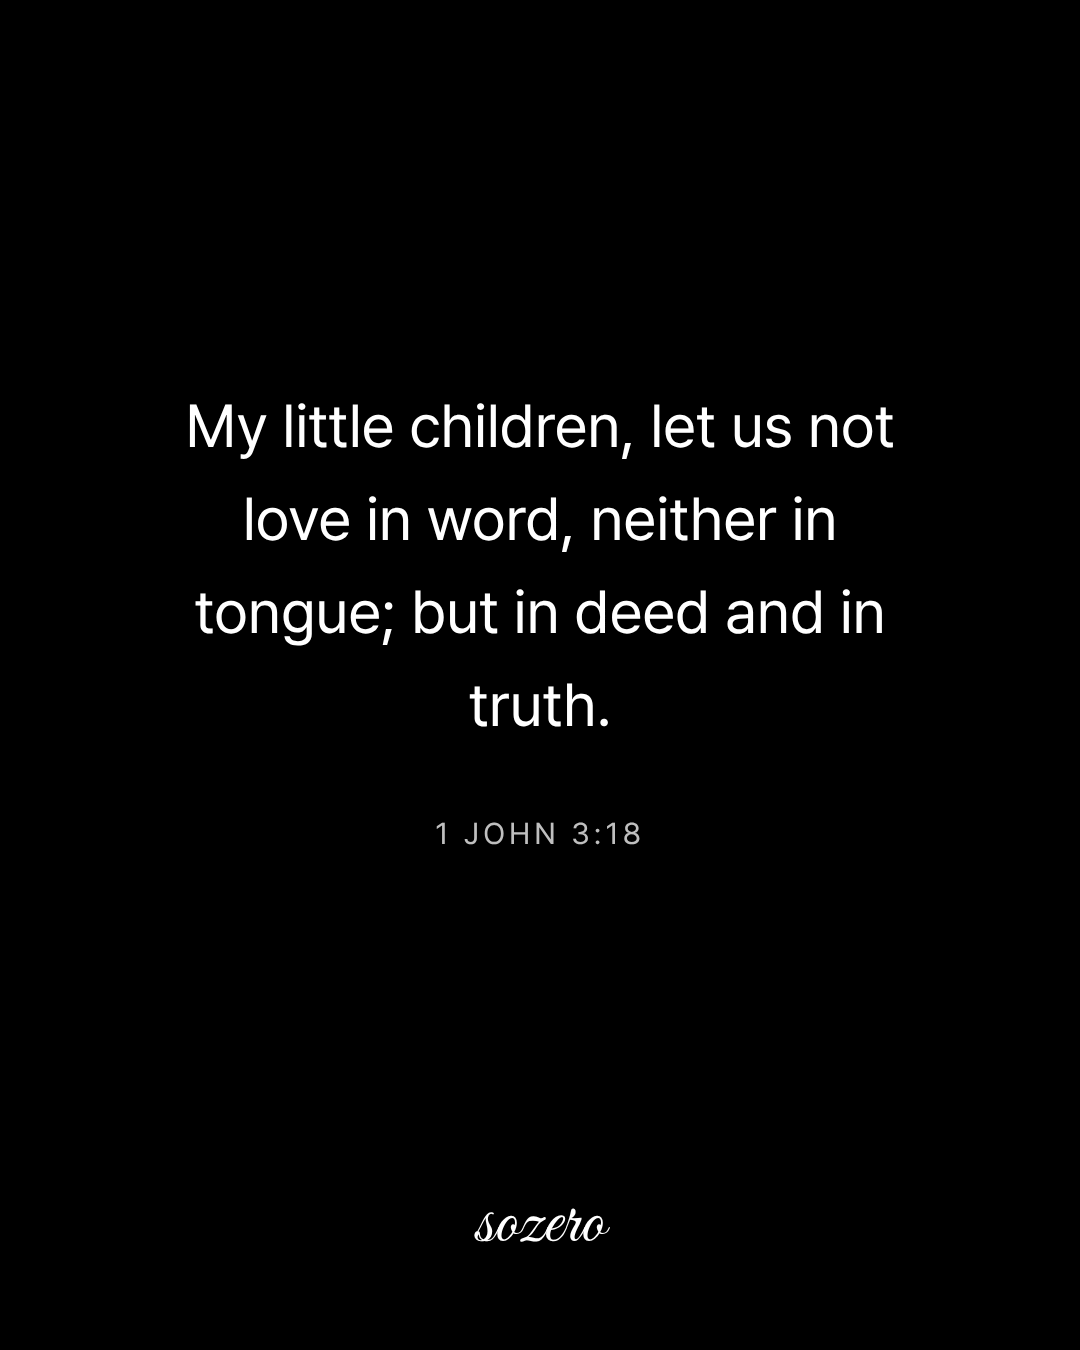 My little children, let us not
love in word, neither in
tongue; but in deed and in
truth.
1 JOHN 3:18
sozero